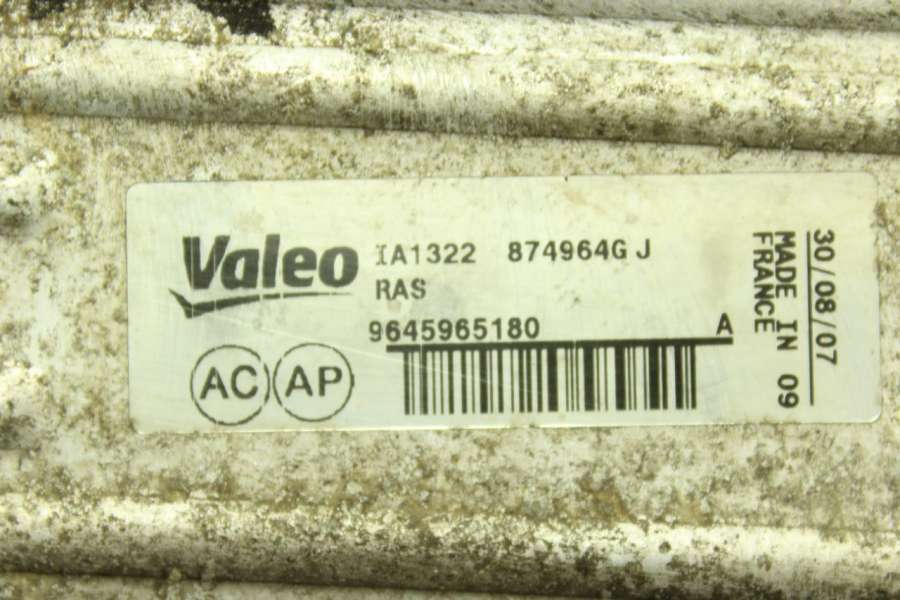 Valeo IA1322 874964G J
RAS
9645965180 A
AC AP
30/08/07
MADE IN 09
FRANCE